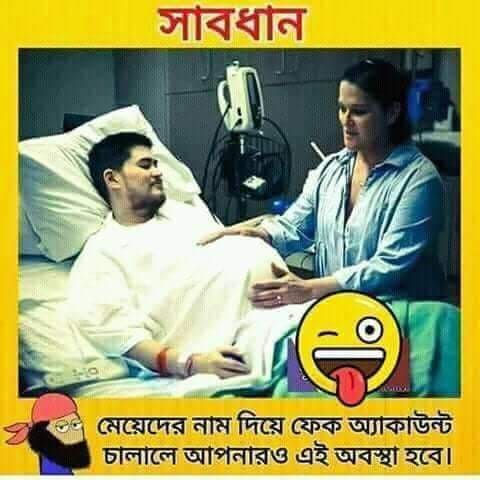 সাবধান
মেয়েদের নাম দিয়ে ফেক অ্যাকাউন্ট
চালালে আপনারও এই অবস্থা হবে।